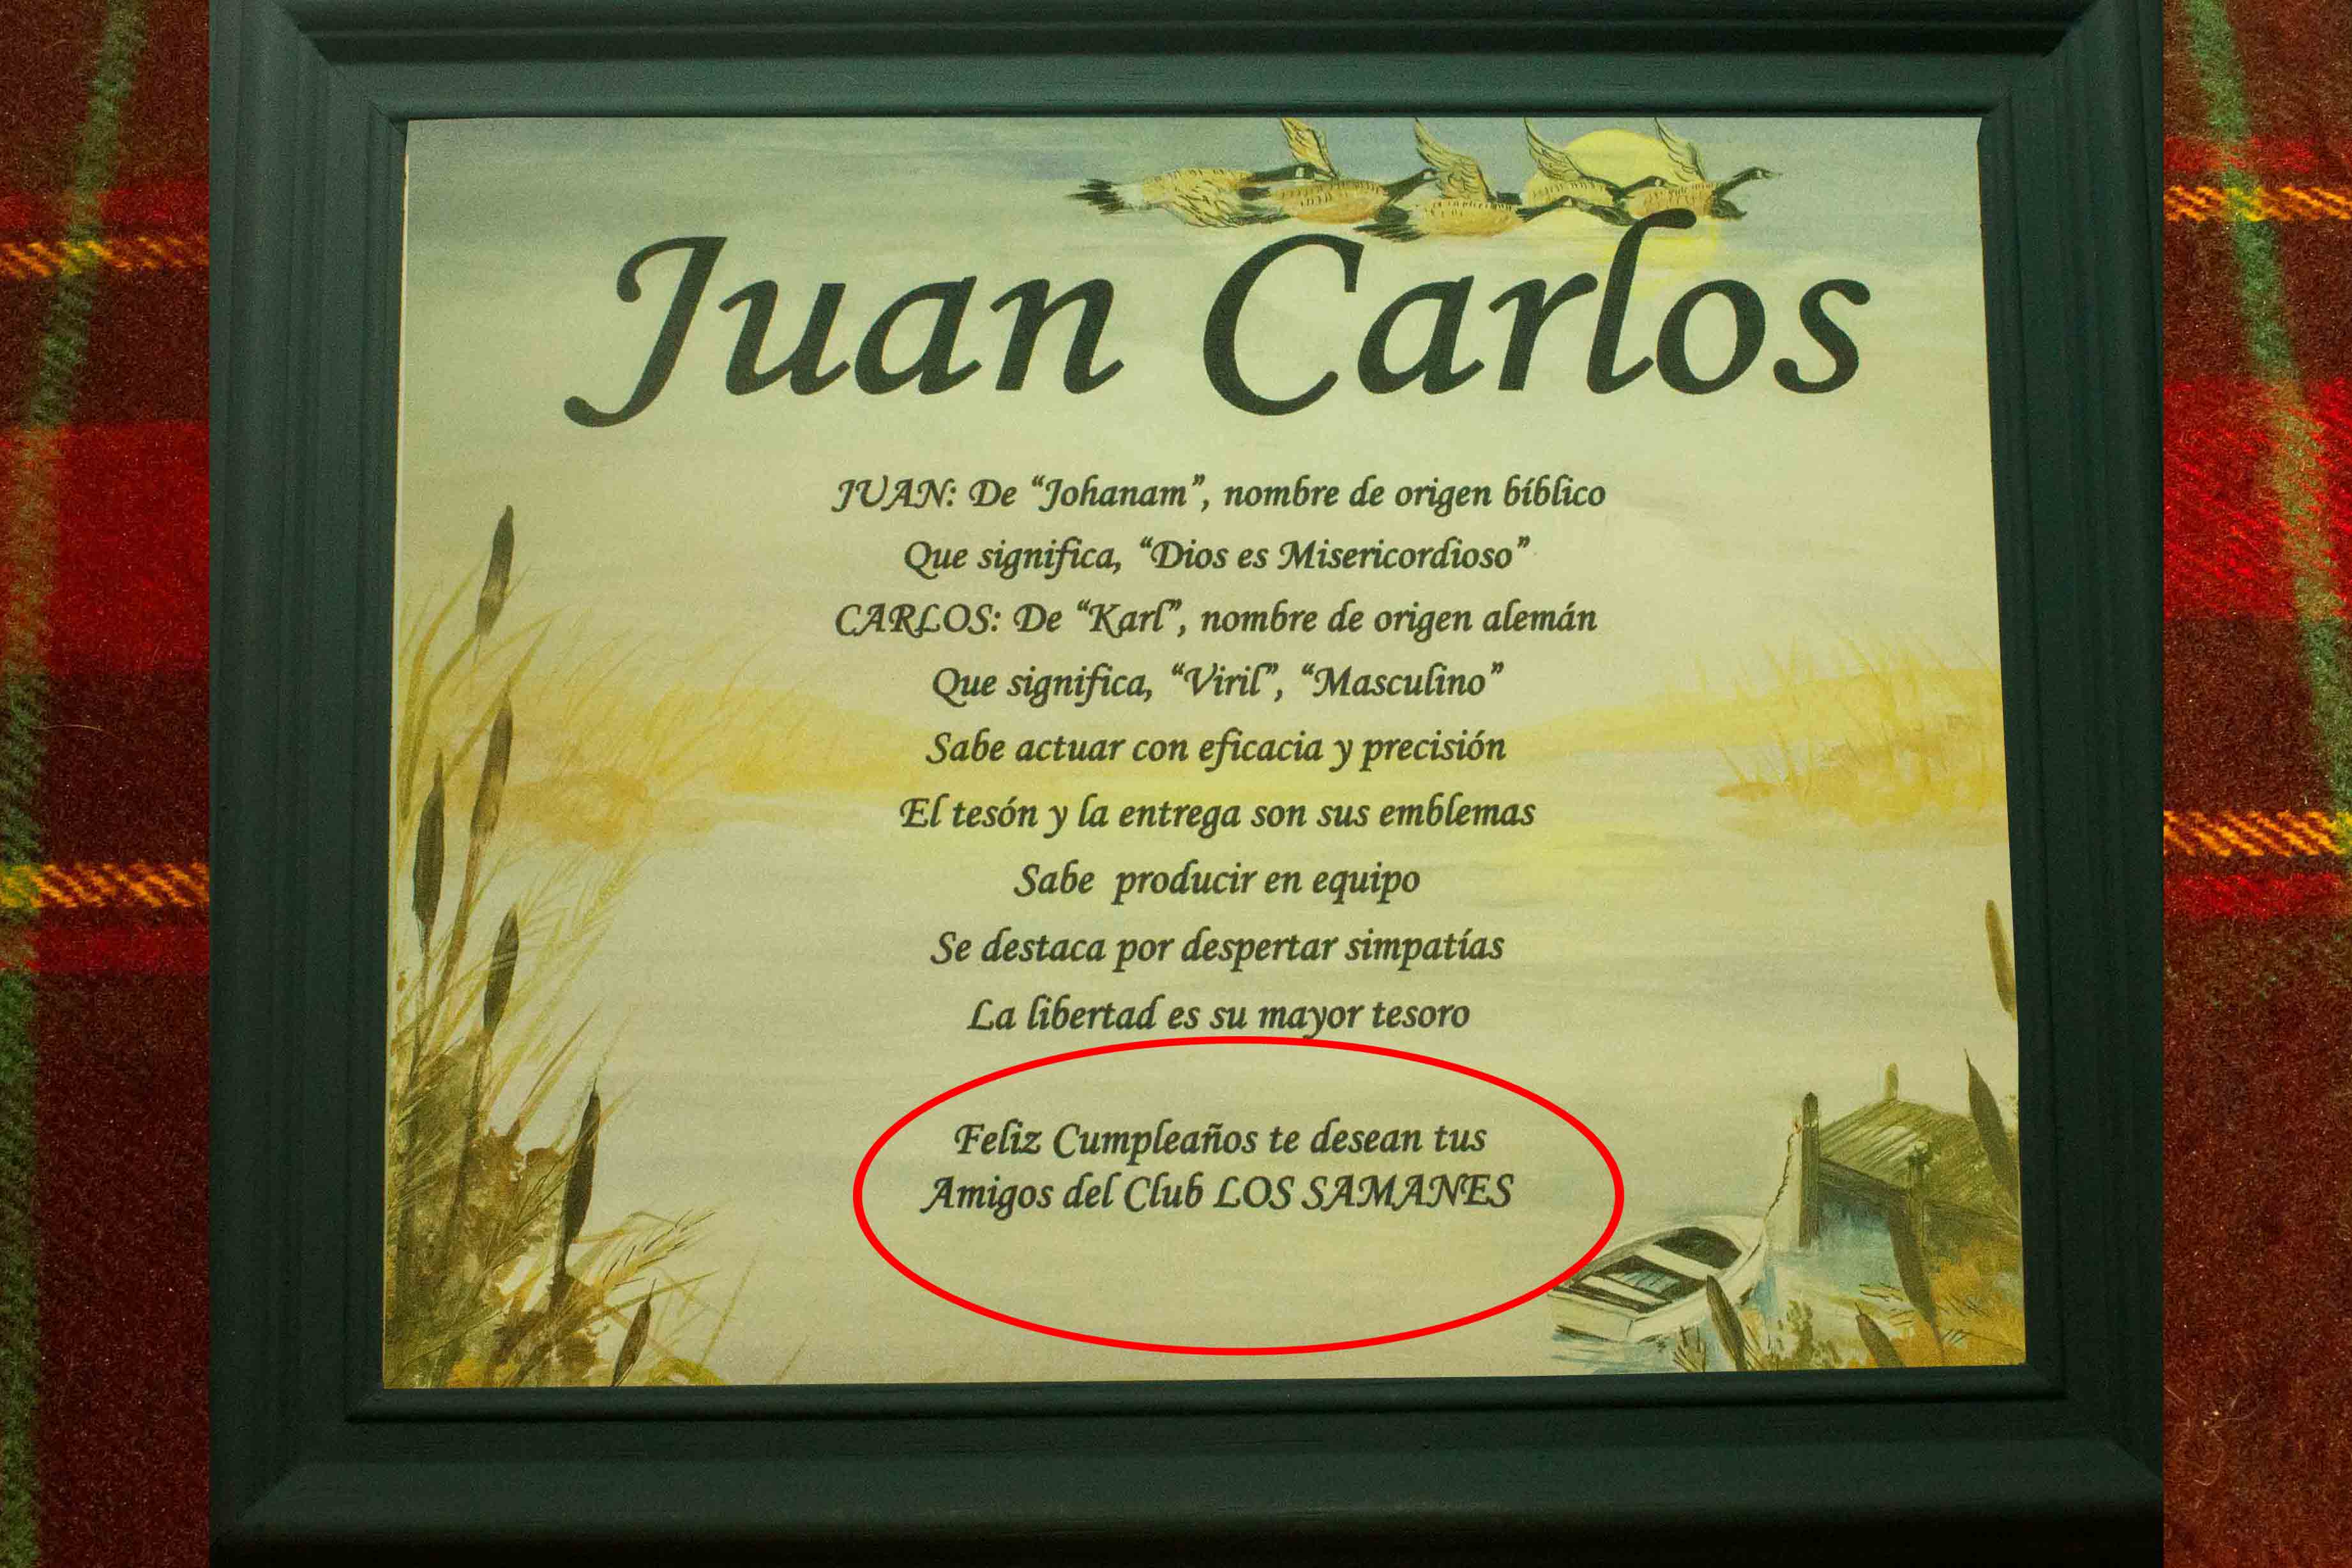 Juan Carlos
JUAN: De “Johanam”, nombre de origen bíblico
Que significa, “Dios es Misericordioso”
CARLOS: De “Karl”, nombre de origen alemán
Que significa, “Viril”, “Masculino”
Sabe actuar con eficacia y precisión
El tesón y la entrega son sus emblemas
Sabe producir en equipo
Se destaca por despertar simpatías
La libertad es su mayor tesoro
Feliz Cumpleaños te desean tus
Amigos del Club LOS SAMANES